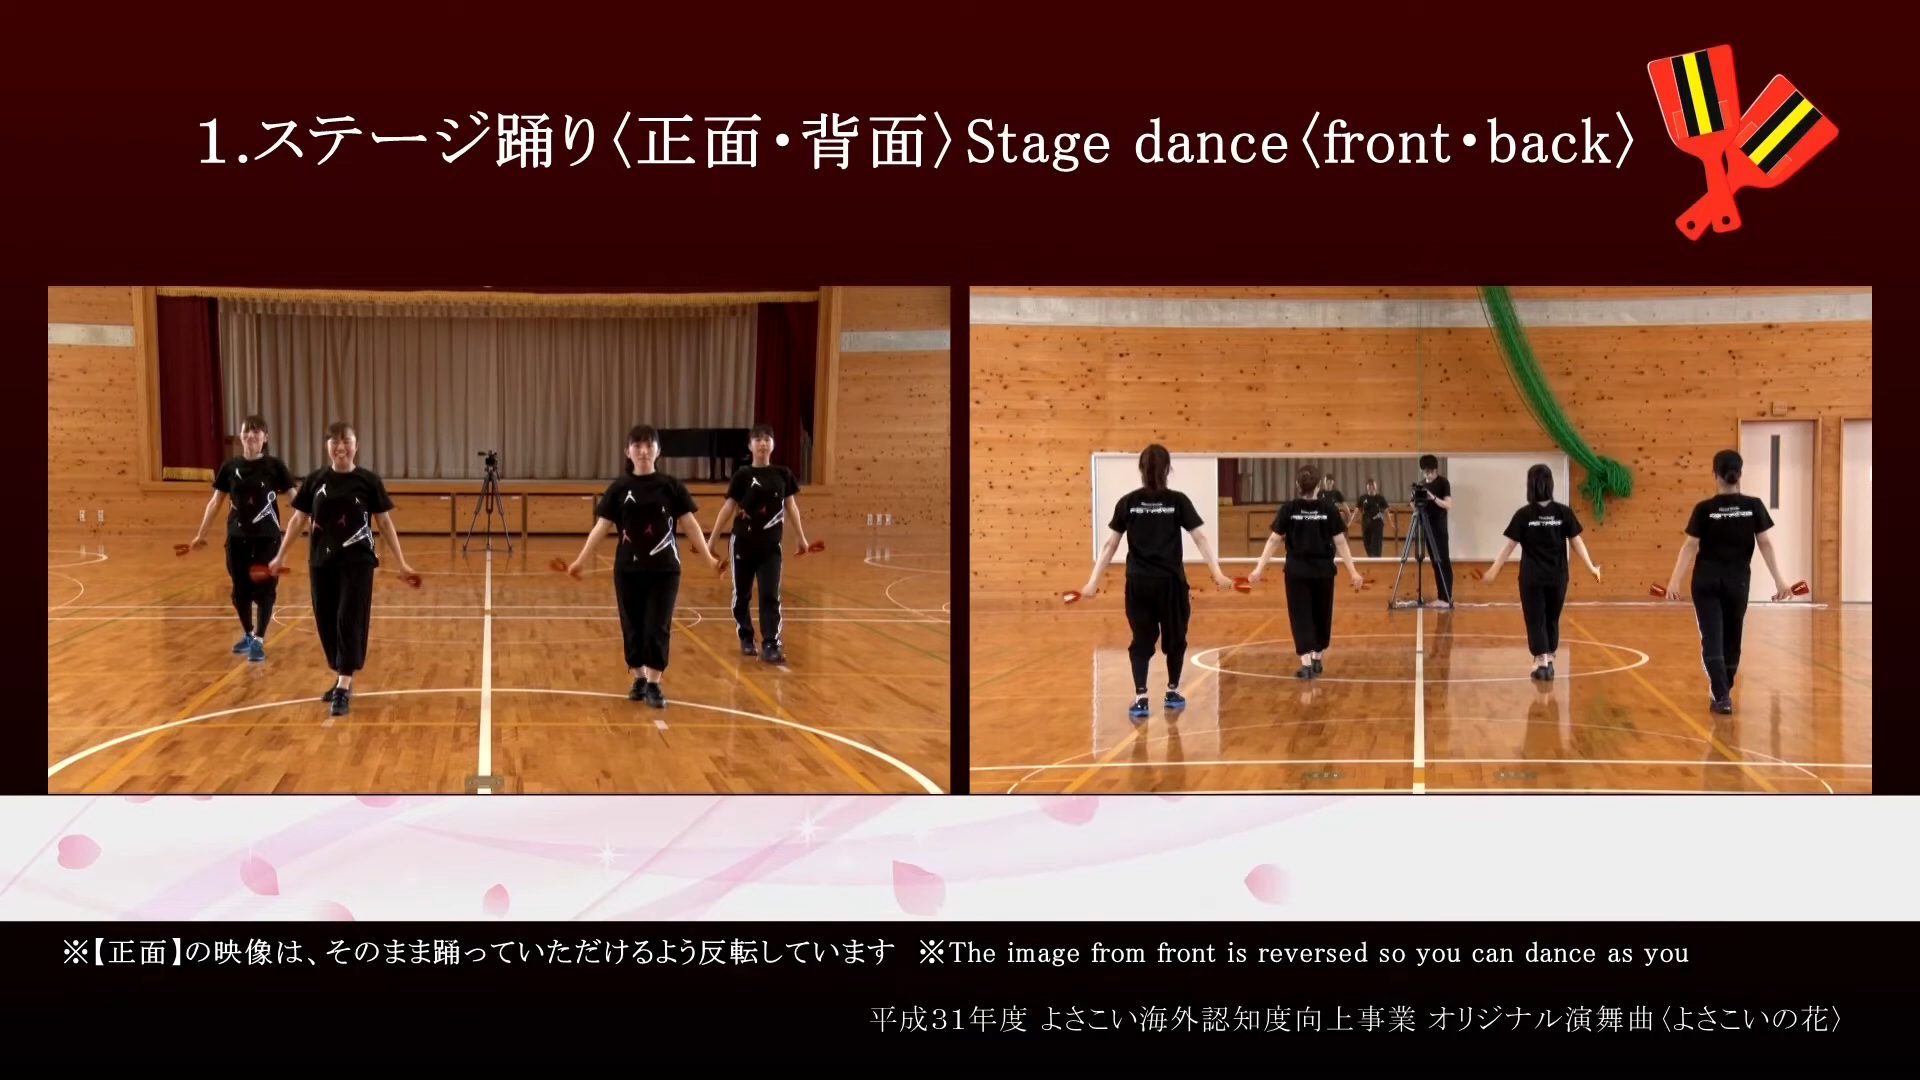 1.ステージ踊り〈正面・背面〉Stage dance〈front・back〉
※【正面】の映像は、そのまま踊っていただけるよう反転しています ※The image from front is reversed so you can dance as you
平成31年度 よさこい海外認知度向上事業 オリジナル演舞曲〈よさこいの花〉